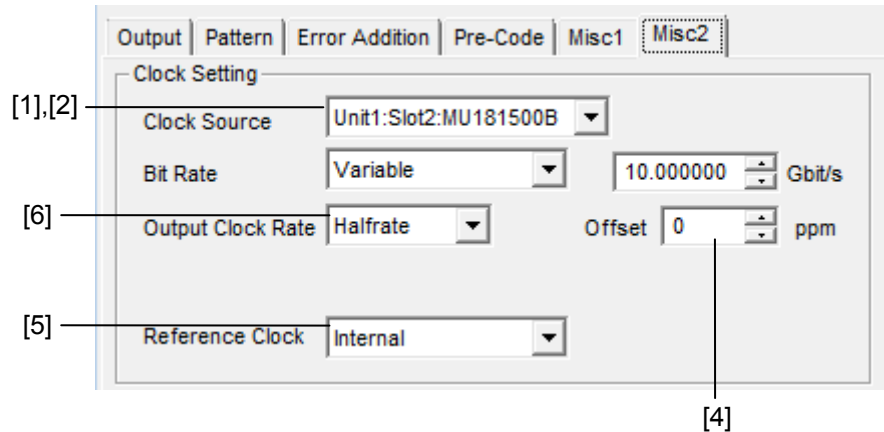 Output Pattern Error Addition Pre-Code Misc1 Misc2
Clock Setting
[1],[2]
Clock Source Unit1:Slot2:MU181500B
Bit Rate Variable 10.000000 Gbit/s
[6]
Output Clock Rate Halfrate Offset 0 ppm
[5]
Reference Clock Internal
[4]